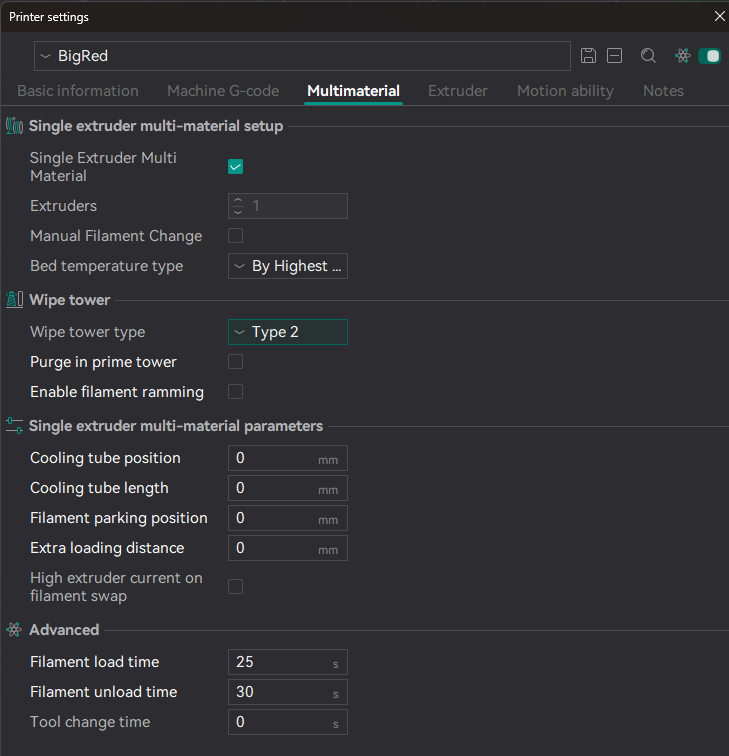 Printer settings
BigRed
Basic information Machine G-code Multimaterial Extruder Motion ability Notes
Single extruder multi-material setup
Single Extruder Multi
Material
Extruders 1
Manual Filament Change
Bed temperature type By Highest ...
Wipe tower
Wipe tower type Type 2
Purge in prime tower
Enable filament ramming
Single extruder multi-material parameters
Cooling tube position 0 mm
Cooling tube length 0 mm
Filament parking position 0 mm
Extra loading distance 0 mm
High extruder current on
filament swap
Advanced
Filament load time 25 s
Filament unload time 30 s
Tool change time 0 s